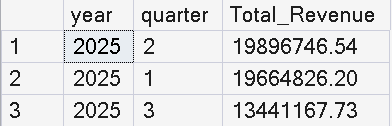 year quarter Total_Revenue
1 2025 2 19896746.54
2 2025 1 19664826.20
3 2025 3 13441167.73